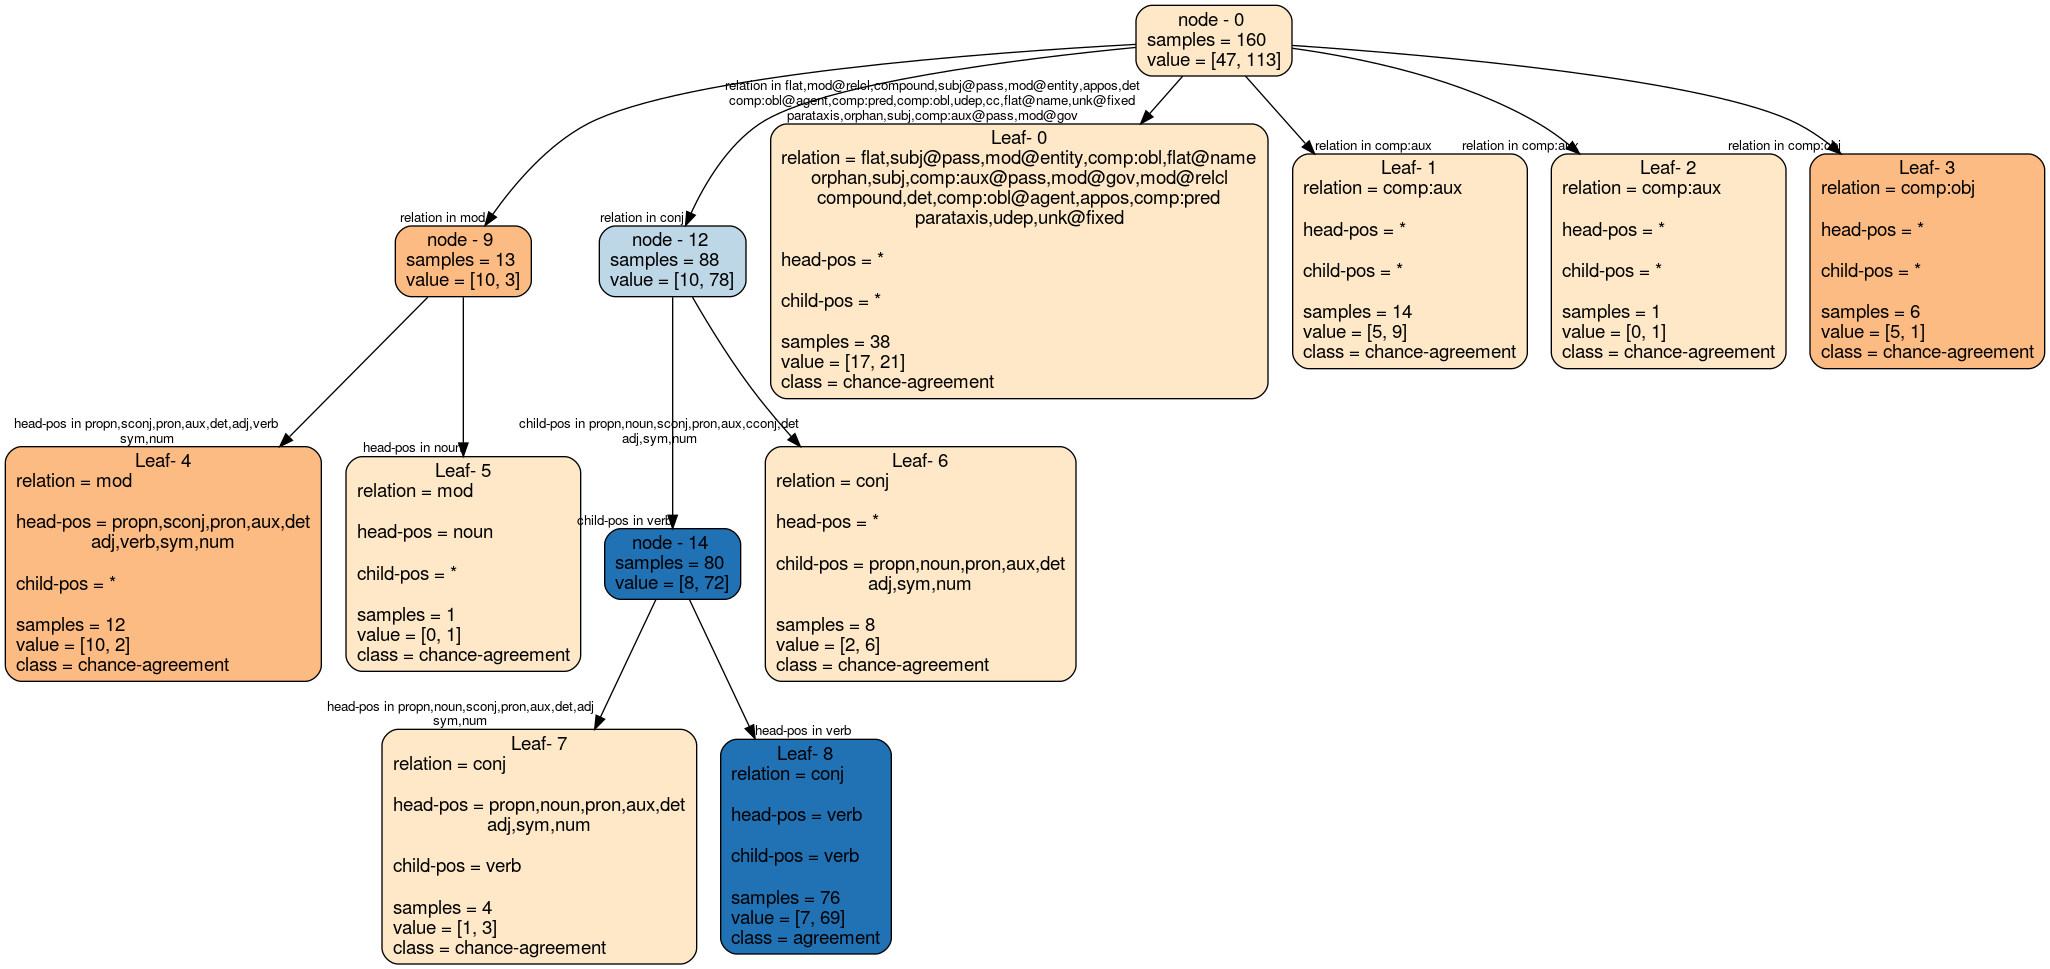 node - 0
samples = 160
value = [47, 113]
relation in flat,mod@relcl,compound,subj@pass,mod@entity,appos,det
comp:obl@agent,comp:pred,comp:obl,udep,cc,flat@name,unk@fixed
parataxis,orphan,subj,comp:aux@pass,mod@gov
relation in comp:aux
relation in comp:aux
relation in comp:obj
Leaf- 0
relation = flat,subj@pass,mod@entity,comp:obl,flat@name
orphan,subj,comp:aux@pass,mod@gov,mod@relcl
compound,det,comp:obl@agent,appos,comp:pred
parataxis,udep,unk@fixed
head-pos = *
child-pos = *
samples = 38
value = [17, 21]
class = chance-agreement
Leaf- 1
relation = comp:aux
head-pos = *
child-pos = *
samples = 14
value = [5, 9]
class = chance-agreement
Leaf- 2
relation = comp:aux
head-pos = *
child-pos = *
samples = 1
value = [0, 1]
class = chance-agreement
Leaf- 3
relation = comp:obj
head-pos = *
child-pos = *
samples = 6
value = [5, 1]
class = chance-agreement
relation in mod
node - 9
samples = 13
value = [10, 3]
relation in conj
node - 12
samples = 88
value = [10, 78]
head-pos in propn,sconj,pron,aux,det,adj,verb
sym,num
Leaf- 4
relation = mod
head-pos = propn,sconj,pron,aux,det
adj,verb,sym,num
child-pos = *
samples = 12
value = [10, 2]
class = chance-agreement
head-pos in noun
Leaf- 5
relation = mod
head-pos = noun
child-pos = *
samples = 1
value = [0, 1]
class = chance-agreement
child-pos in propn,noun,sconj,pron,aux,cconj,det
adj,sym,num
Leaf- 6
relation = conj
head-pos = *
child-pos = propn,noun,pron,aux,det
adj,sym,num
samples = 8
value = [2, 6]
class = chance-agreement
child-pos in verb
node - 14
samples = 80
value = [8, 72]
head-pos in propn,noun,sconj,pron,aux,det,adj
sym,num
Leaf- 7
relation = conj
head-pos = propn,noun,pron,aux,det
adj,sym,num
child-pos = verb
samples = 4
value = [1, 3]
class = chance-agreement
head-pos in verb
Leaf- 8
relation = conj
head-pos = verb
child-pos = verb
samples = 76
value = [7, 69]
class = agreement